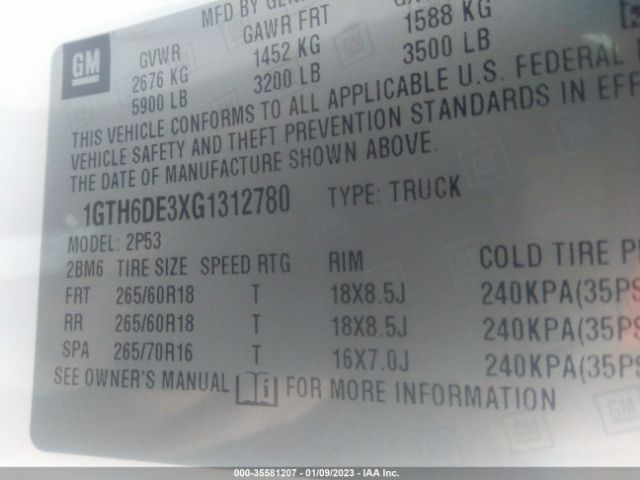 MFD BY
GM
GVWR GAWR FRT
2676 KG 1452 KG 1588 KG
5900 LB 3200 LB 3500 LB
THIS VEHICLE CONFORMS TO ALL APPLICABLE U.S. FEDERAL
VEHICLE SAFETY AND THEFT PREVENTION STANDARDS IN
THE DATE OF MANUFACTURE SHOWN ABOVE.
1GTH6DE3XG1312780 TYPE: TRUCK
MODEL: 2P53
2BM6 TIRE SIZE SPEED RTG RIM COLD TIRE
FRT 265/60R18 T 18X8.5J 240KPA(35PS
RR 265/60R18 T 18X8.5J 240KPA(35PS
SPA 265/70R16 T 16X7.0J 240KPA(35PS
SEE OWNER'S MANUAL FOR MORE INFORMATION.
000-35581207 - 01/09/2023 - IAA Inc.